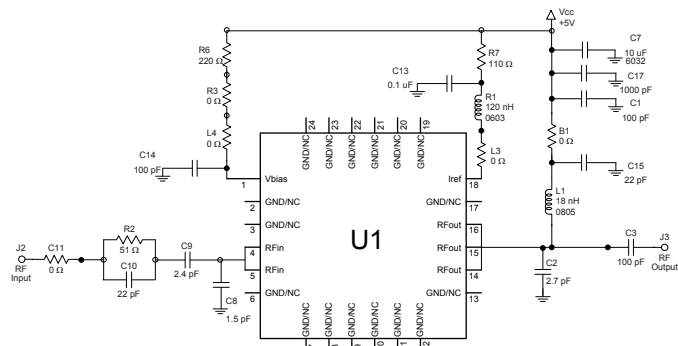 Vcc
+5V
R6
220 Ω
R3
0 Ω
L4
0 Ω
C14
100 pF
C13
0.1 uF
R7
110 Ω
R1
120 nH
0603
L3
0 Ω
C7
10 uF
6032
C17
1000 pF
C1
100 pF
B1
0 Ω
C15
22 pF
L1
18 nH
0805
24
23
22
21
20
19
GND/NC
GND/NC
GND/NC
GND/NC
GND/NC
GND/NC
1
Vbias
Iref
18
2
GND/NC
GND/NC
17
3
GND/NC
RFout
16
4
RFin
RFout
15
5
RFin
RFout
14
6
GND/NC
GND/NC
13
U1
GND/NC
GND/NC
GND/NC
GND/NC
GND/NC
GND/NC
J2
RF
Input
C11
0 Ω
R2
51 Ω
C10
22 pF
C9
2.4 pF
C8
1.5 pF
C2
2.7 pF
C3
100 pF
J3
RF
Output